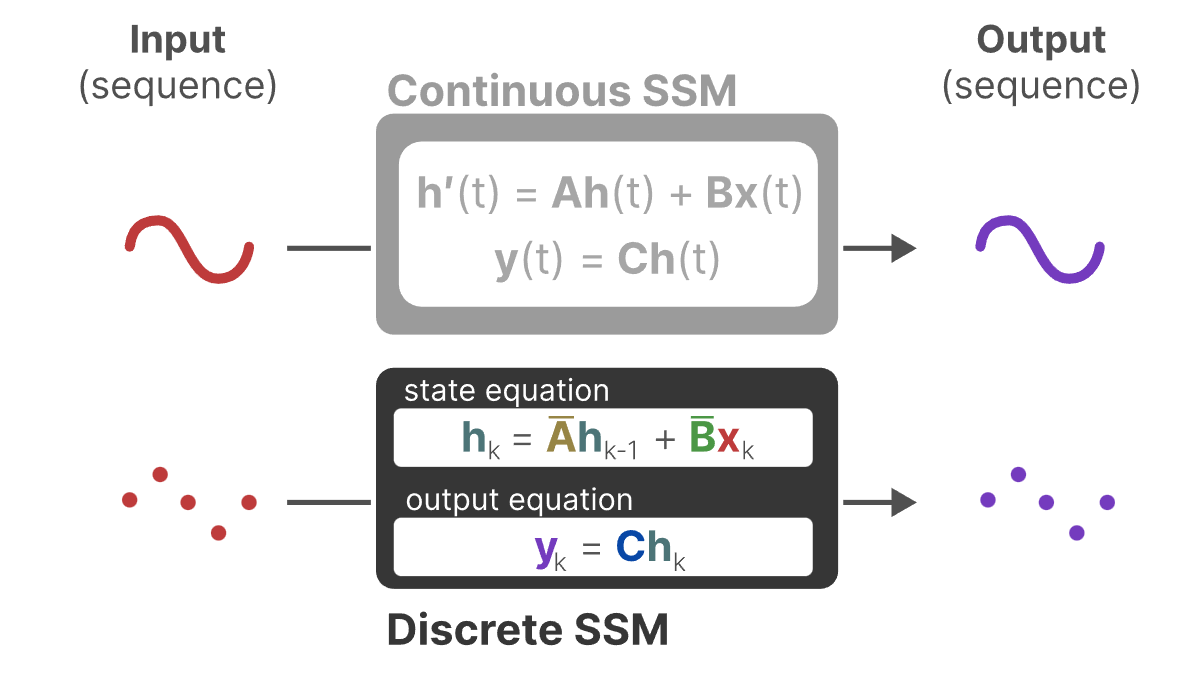 Input
(sequence)
Output
(sequence)
Continuous SSM
h′(t) = Ah(t) + Bx(t)
y(t) = Ch(t)
state equation
hₖ = A̅hₖ₋₁ + B̅xₖ
output equation
yₖ = Chₖ
Discrete SSM